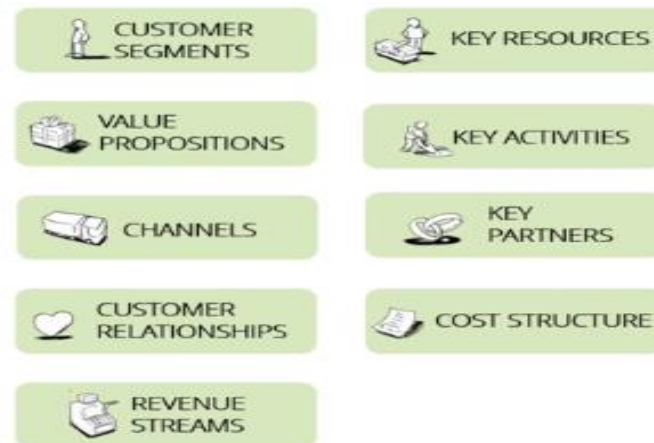 CUSTOMER
SEGMENTS
VALUE
PROPOSITIONS
CHANNELS
CUSTOMER
RELATIONSHIPS
REVENUE
STREAMS
KEY RESOURCES
KEY ACTIVITIES
KEY
PARTNERS
COST STRUCTURE